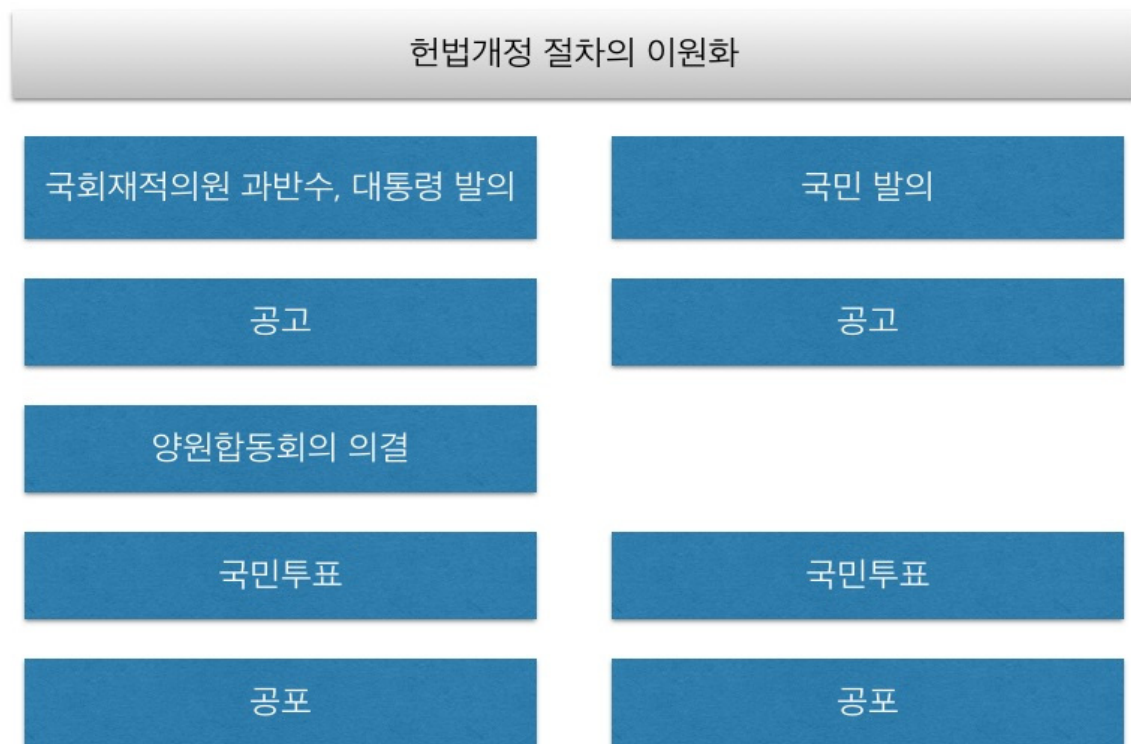 헌법개정 절차의 이원화
국회재적의원 과반수, 대통령 발의
국민 발의
공고
공고
양원합동회의 의결
국민투표
국민투표
공포
공포